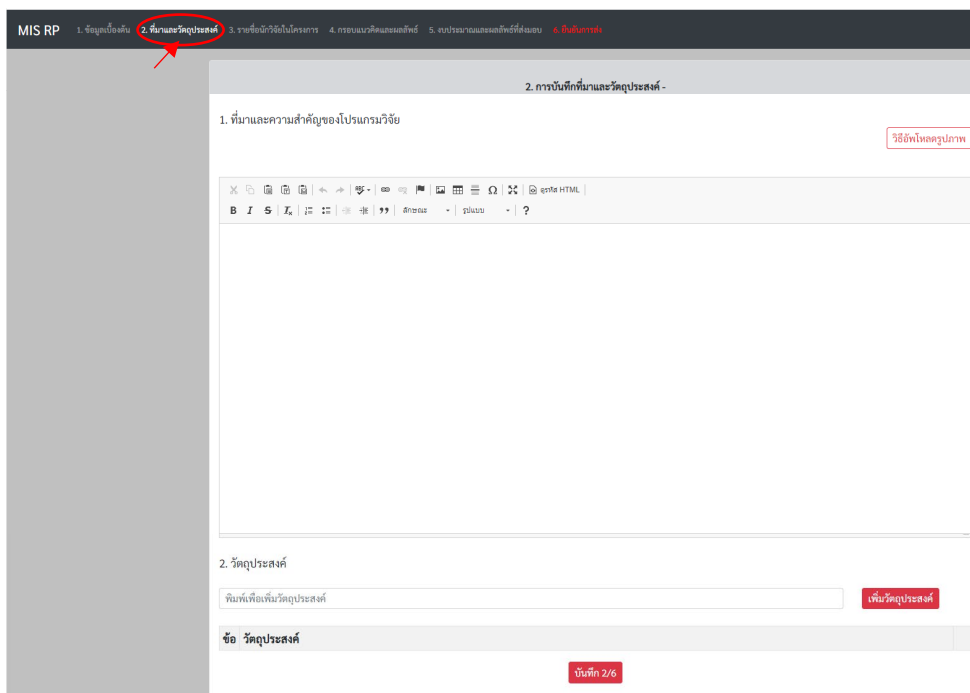 MIS RP 1. ข้อมูลเบื้องต้น 2. ที่มาและวัตถุประสงค์ 3. รายชื่อนักวิจัยในโครงการ 4. กรอบแนวคิดและผลลัพธ์ 5. งบประมาณและผลลัพธ์ที่ส่งมอบ 6. ยืนยันการส่ง
2. การบันทึกที่มาและวัตถุประสงค์ -
1. ที่มาและความสำคัญของโปรแกรมวิจัย
วิธีอัพโหลดรูปภาพ
Ω ดูรหัส HTML
B I S Ix ลักษณะ รูปแบบ ?
2. วัตถุประสงค์
พิมพ์เพื่อเพิ่มวัตถุประสงค์ เพิ่มวัตถุประสงค์
ข้อ วัตถุประสงค์
บันทึก 2/6